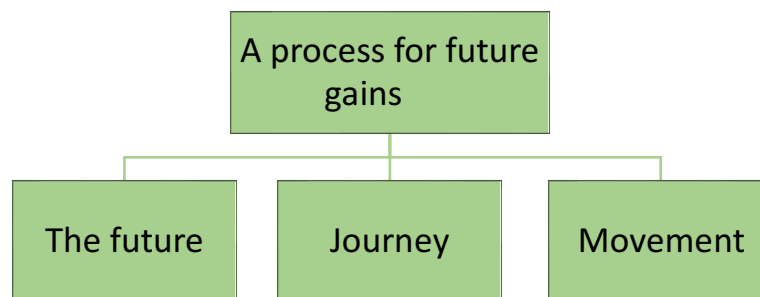 A process for future
gains
The future
Journey
Movement